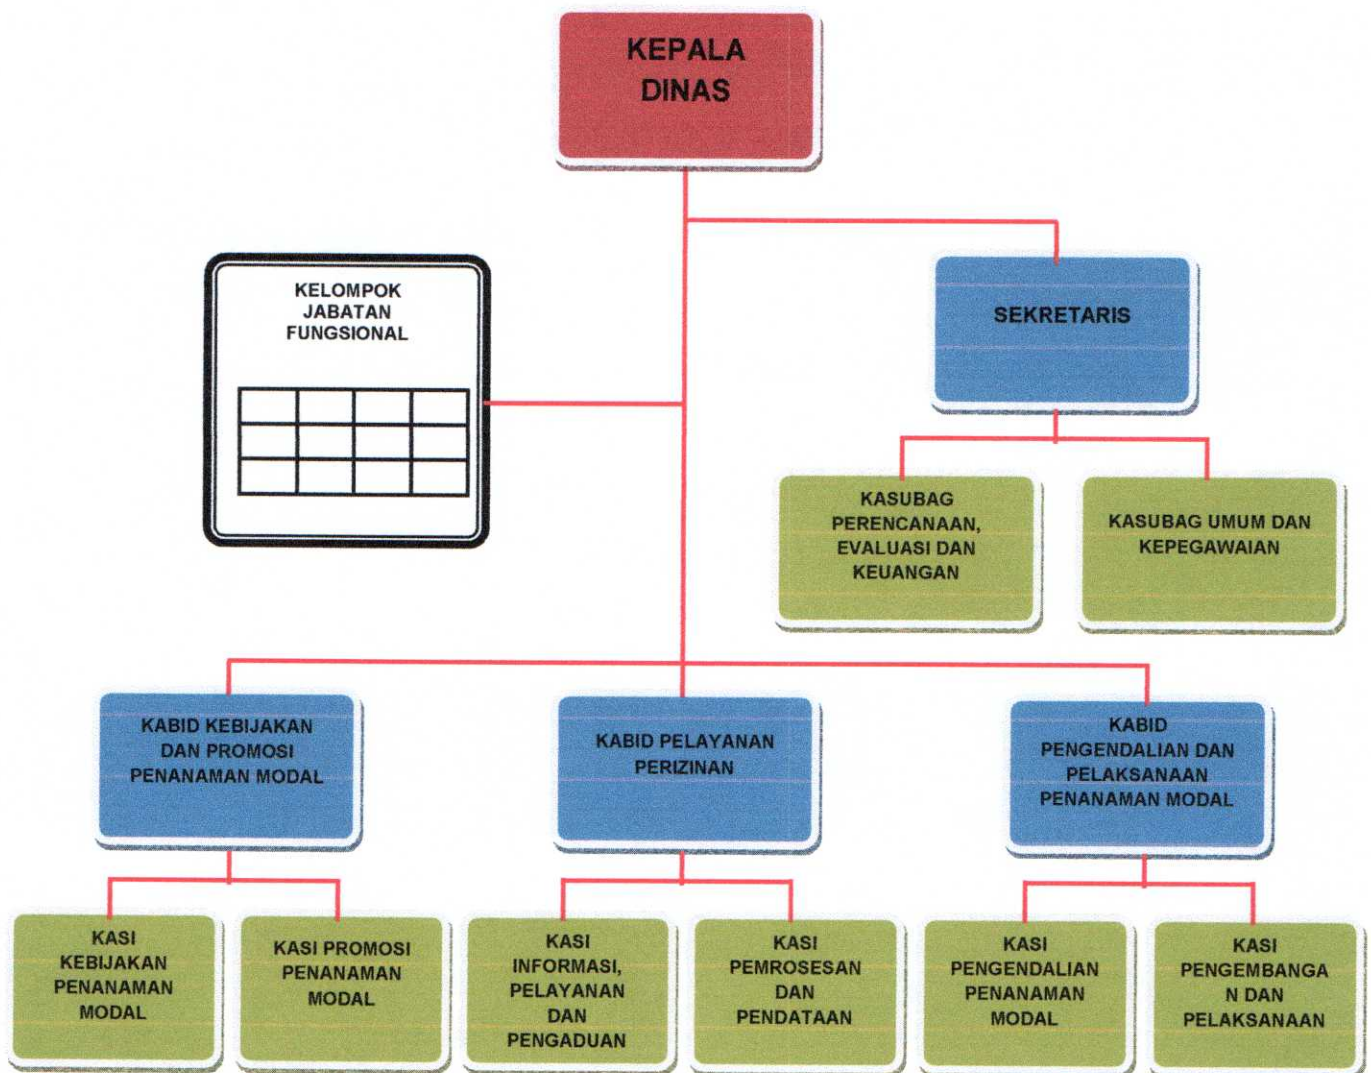 KEPALA
DINAS
KELOMPOK
JABATAN
FUNGSIONAL
SEKRETARIS
KASUBAG
PERENCANAAN,
EVALUASI DAN
KEUANGAN
KASUBAG UMUM DAN
KEPEGAWAIAN
KABID KEBIJAKAN
DAN PROMOSI
PENANAMAN MODAL
KABID PELAYANAN
PERIZINAN
KABID
PENGENDALIAN DAN
PELAKSANAAN
PENANAMAN MODAL
KASI
KEBIJAKAN
PENANAMAN
MODAL
KASI PROMOSI
PENANAMAN
MODAL
KASI
INFORMASI,
PELAYANAN
DAN
PENGADUAN
KASI
PEMROSESAN
DAN
PENDATAAN
KASI
PENGENDALIAN
PENANAMAN
MODAL
KASI
PENGEMBANGA
N DAN
PELAKSANAAN